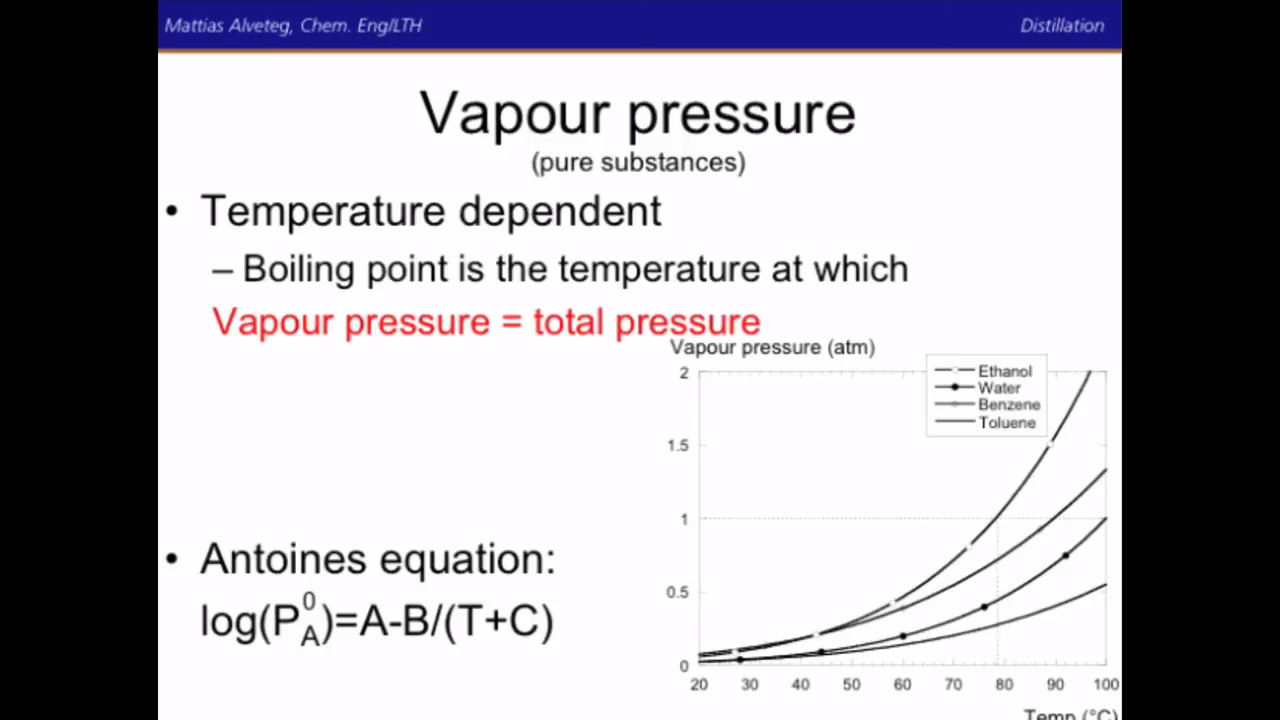 Mattias Alveteg, Chem. Eng/LTH
Distillation
Vapour pressure
(pure substances)
• Temperature dependent
– Boiling point is the temperature at which
Vapour pressure = total pressure
Vapour pressure (atm)
Ethanol
Water
Benzene
Toluene
2
1.5
1
0.5
0
20 30 40 50 60 70 80 90 100
Temp (°C)
• Antoines equation:
log(P⁰_A)=A-B/(T+C)